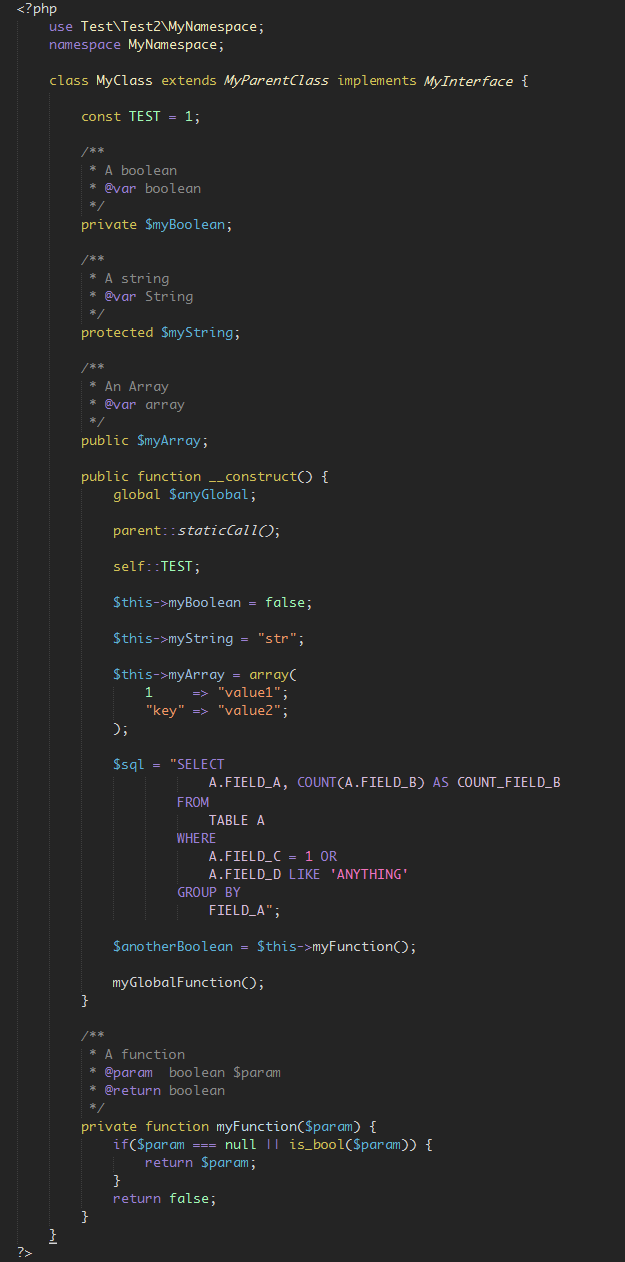 <?php
    use Test\Test2\MyNamespace;
    namespace MyNamespace;

    class MyClass extends MyParentClass implements MyInterface {

        const TEST = 1;

        /**
         * A boolean
         * @var boolean
         */
        private $myBoolean;

        /**
         * A string
         * @var String
         */
        protected $myString;

        /**
         * An Array
         * @var array
         */
        public $myArray;

        public function __construct() {
            global $anyGlobal;

            parent::staticCall();

            self::TEST;

            $this->myBoolean = false;

            $this->myString = "str";

            $this->myArray = array(
                1     => "value1";
                "key" => "value2";
            );

            $sql = "SELECT
                        A.FIELD_A, COUNT(A.FIELD_B) AS COUNT_FIELD_B
                    FROM
                        TABLE A
                    WHERE
                        A.FIELD_C = 1 OR
                        A.FIELD_D LIKE 'ANYTHING'
                    GROUP BY
                        FIELD_A";

            $anotherBoolean = $this->myFunction();

            myGlobalFunction();
        }

        /**
         * A function
         * @param  boolean $param
         * @return boolean
         */
        private function myFunction($param) {
            if($param === null || is_bool($param)) {
                return $param;
            }
            return false;
        }
    }
?>